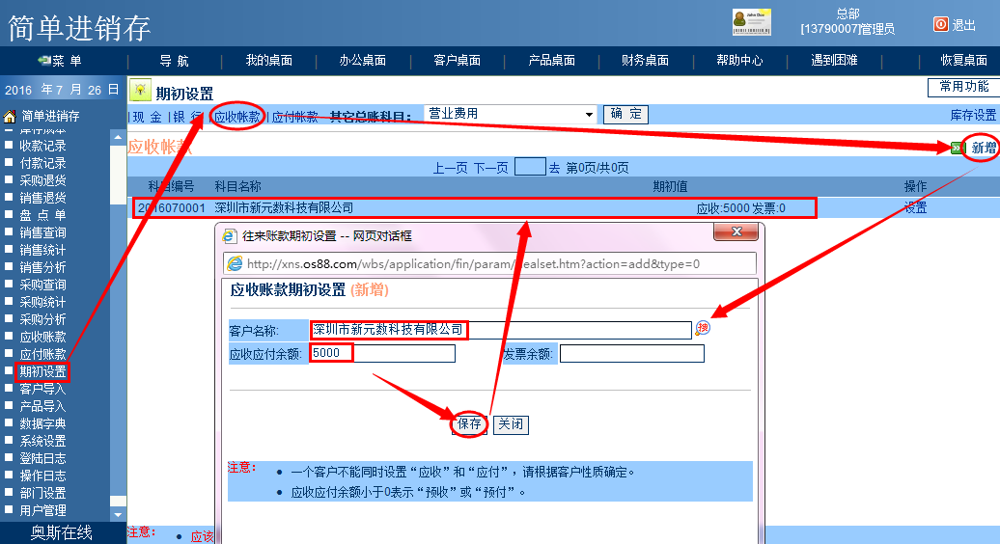 简单进销存
John Doe
总部
[13790007]管理员
退出
菜 单 导 航 我的桌面 办公桌面 客户桌面 产品桌面 财务桌面 帮助中心 遇到困难 恢复桌面
2016 年 7 月 26 日
期初设置
常用功能
简单进销存
现 金 银 行 应收帐款 应付帐款 其它总账科目： 营业费用 确 定
库存设置
库存成本
收款记录
付款记录
采购退货
销售退货
盘 点 单
销售查询
销售统计
销售分析
采购查询
采购统计
采购分析
应收账款
应付账款
期初设置
客户导入
产品导入
数据字典
系统设置
登陆日志
操作日志
部门设置
用户管理
奥斯在线
应收帐款
新增
上一页 下一页 去 第0页/共0页
科目编号 科目名称 期初值 操作
2016070001 深圳市新元数科技有限公司 应收:5000 发票:0 设置
往来账款期初设置 -- 网页对话框
http://xns.os88.com/wbs/application/fin/param/dealset.htm?action=add&type=0
应收账款期初设置 (新增)
客户名称: 深圳市新元数科技有限公司 搜
应收应付余额: 5000 发票余额:
保存 关闭
注意:
• 一个客户不能同时设置“应收”和“应付”，请根据客户性质确定。
• 应收应付余额小于0表示“预收”或“预付”。
注意:
• 应该